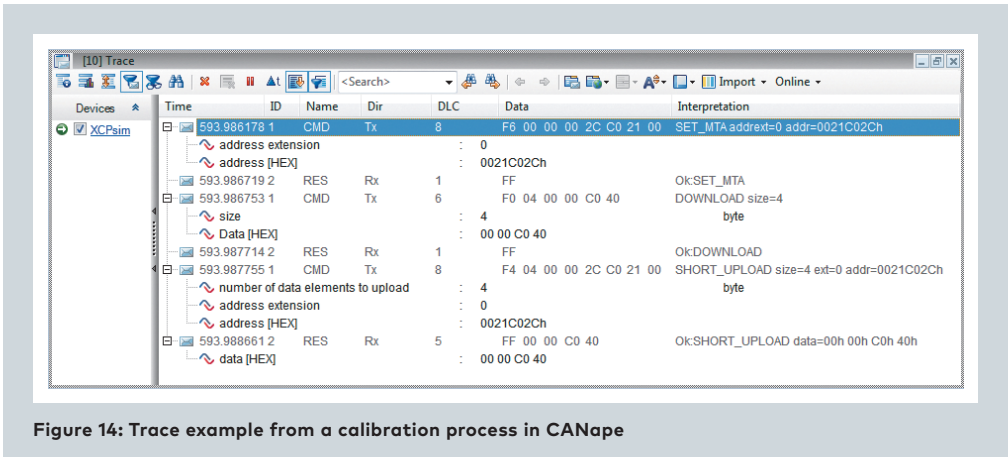 [10] Trace
<Search> Import Online
Devices Time ID Name Dir DLC Data Interpretation
XCPsim 593.986178 1 CMD Tx 8 F6 00 00 00 2C C0 21 00 SET_MTA addrext=0 addr=0021C02Ch
address extension : 0
address [HEX] : 0021C02Ch
593.986719 2 RES Rx 1 FF Ok:SET_MTA
593.986753 1 CMD Tx 6 F0 04 00 00 C0 40 DOWNLOAD size=4
size : 4 byte
Data [HEX] : 00 00 C0 40
593.987714 2 RES Rx 1 FF Ok:DOWNLOAD
593.987755 1 CMD Tx 8 F4 04 00 00 2C C0 21 00 SHORT_UPLOAD size=4 ext=0 addr=0021C02Ch
number of data elements to upload : 4 byte
address extension : 0
address [HEX] : 0021C02Ch
593.988661 2 RES Rx 5 FF 00 00 C0 40 Ok:SHORT_UPLOAD data=00h 00h C0h 40h
data [HEX] : 00 00 C0 40
Figure 14: Trace example from a calibration process in CANape